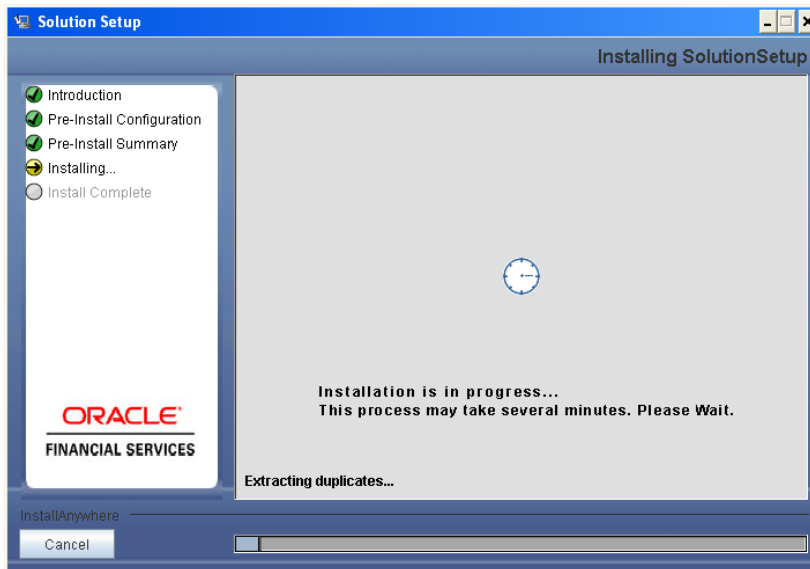 Solution Setup
Installing SolutionSetup
Introduction
Pre-Install Configuration
Pre-Install Summary
Installing...
Install Complete
Installation is in progress...
This process may take several minutes. Please Wait.
ORACLE
FINANCIAL SERVICES
Extracting duplicates...
InstallAnywhere
Cancel